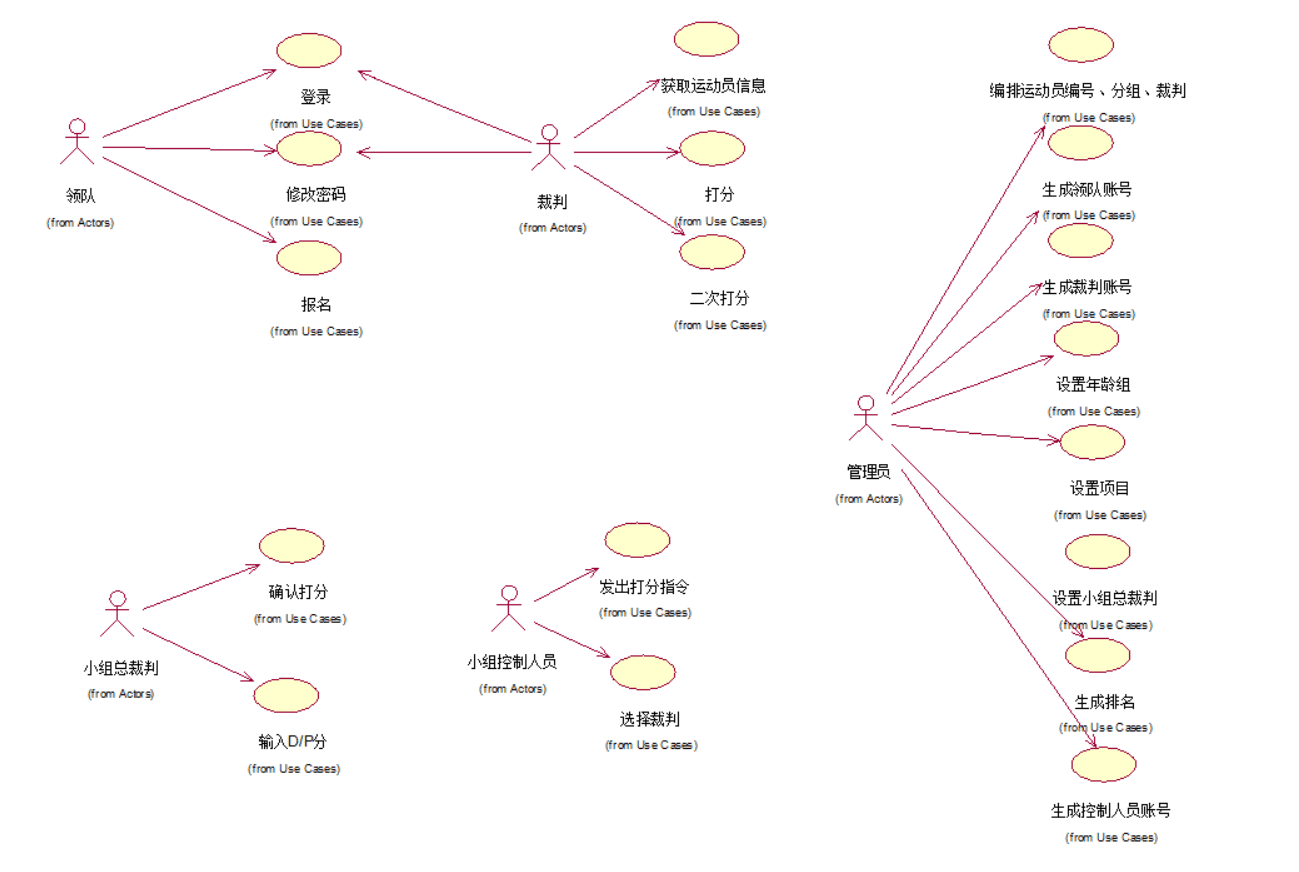 登录
(from Use Cases)
领队
(from Actors)
修改密码
(from Use Cases)
报名
(from Use Cases)
获取运动员信息
(from Use Cases)
裁判
(from Actors)
打分
(from Use Cases)
二次打分
(from Use Cases)
编排运动员编号、分组、裁判
(from Use Cases)
生成领队账号
(from Use Cases)
生成裁判账号
(from Use Cases)
设置年龄组
(from Use Cases)
管理员
(from Actors)
设置项目
(from Use Cases)
设置小组总裁判
(from Use Cases)
生成排名
(from Use Cases)
生成控制人员账号
(from Use Cases)
确认打分
(from Use Cases)
小组总裁判
(from Actors)
输入D/P分
(from Use Cases)
发出打分指令
(from Use Cases)
小组控制人员
(from Actors)
选择裁判
(from Use Cases)